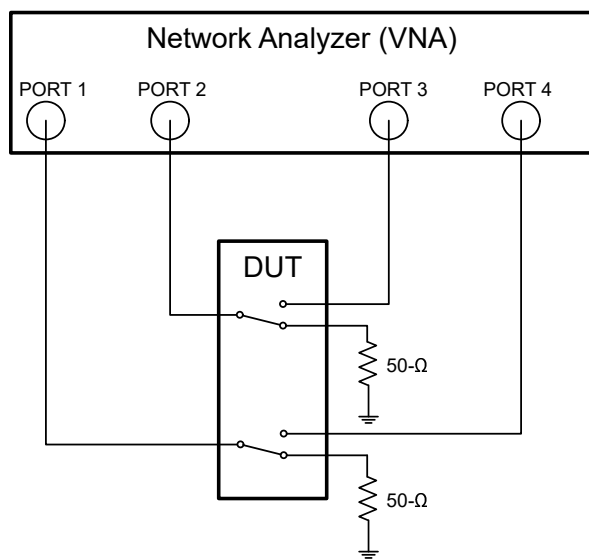 Network Analyzer (VNA)
PORT 1 PORT 2 PORT 3 PORT 4
DUT
50-Ω
50-Ω